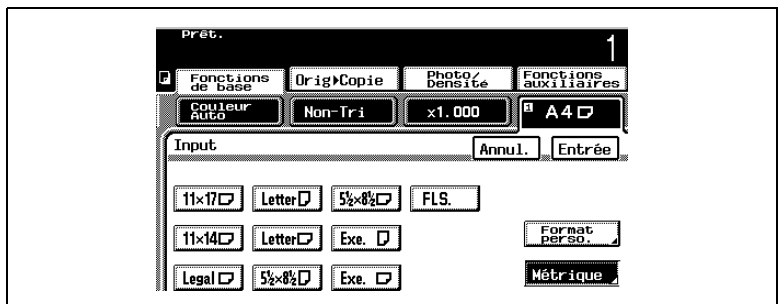 Prêt.
1
Fonctions de base Orig▸Copie Photo/Densité Fonctions auxiliaires
Couleur Auto Non-Tri x1.000 1 A4
Input Annul. Entrée
11×17 Letter 5½×8½ FLS.
11×14 Letter Exe. Format perso.
Legal 5½×8½ Exe. Métrique